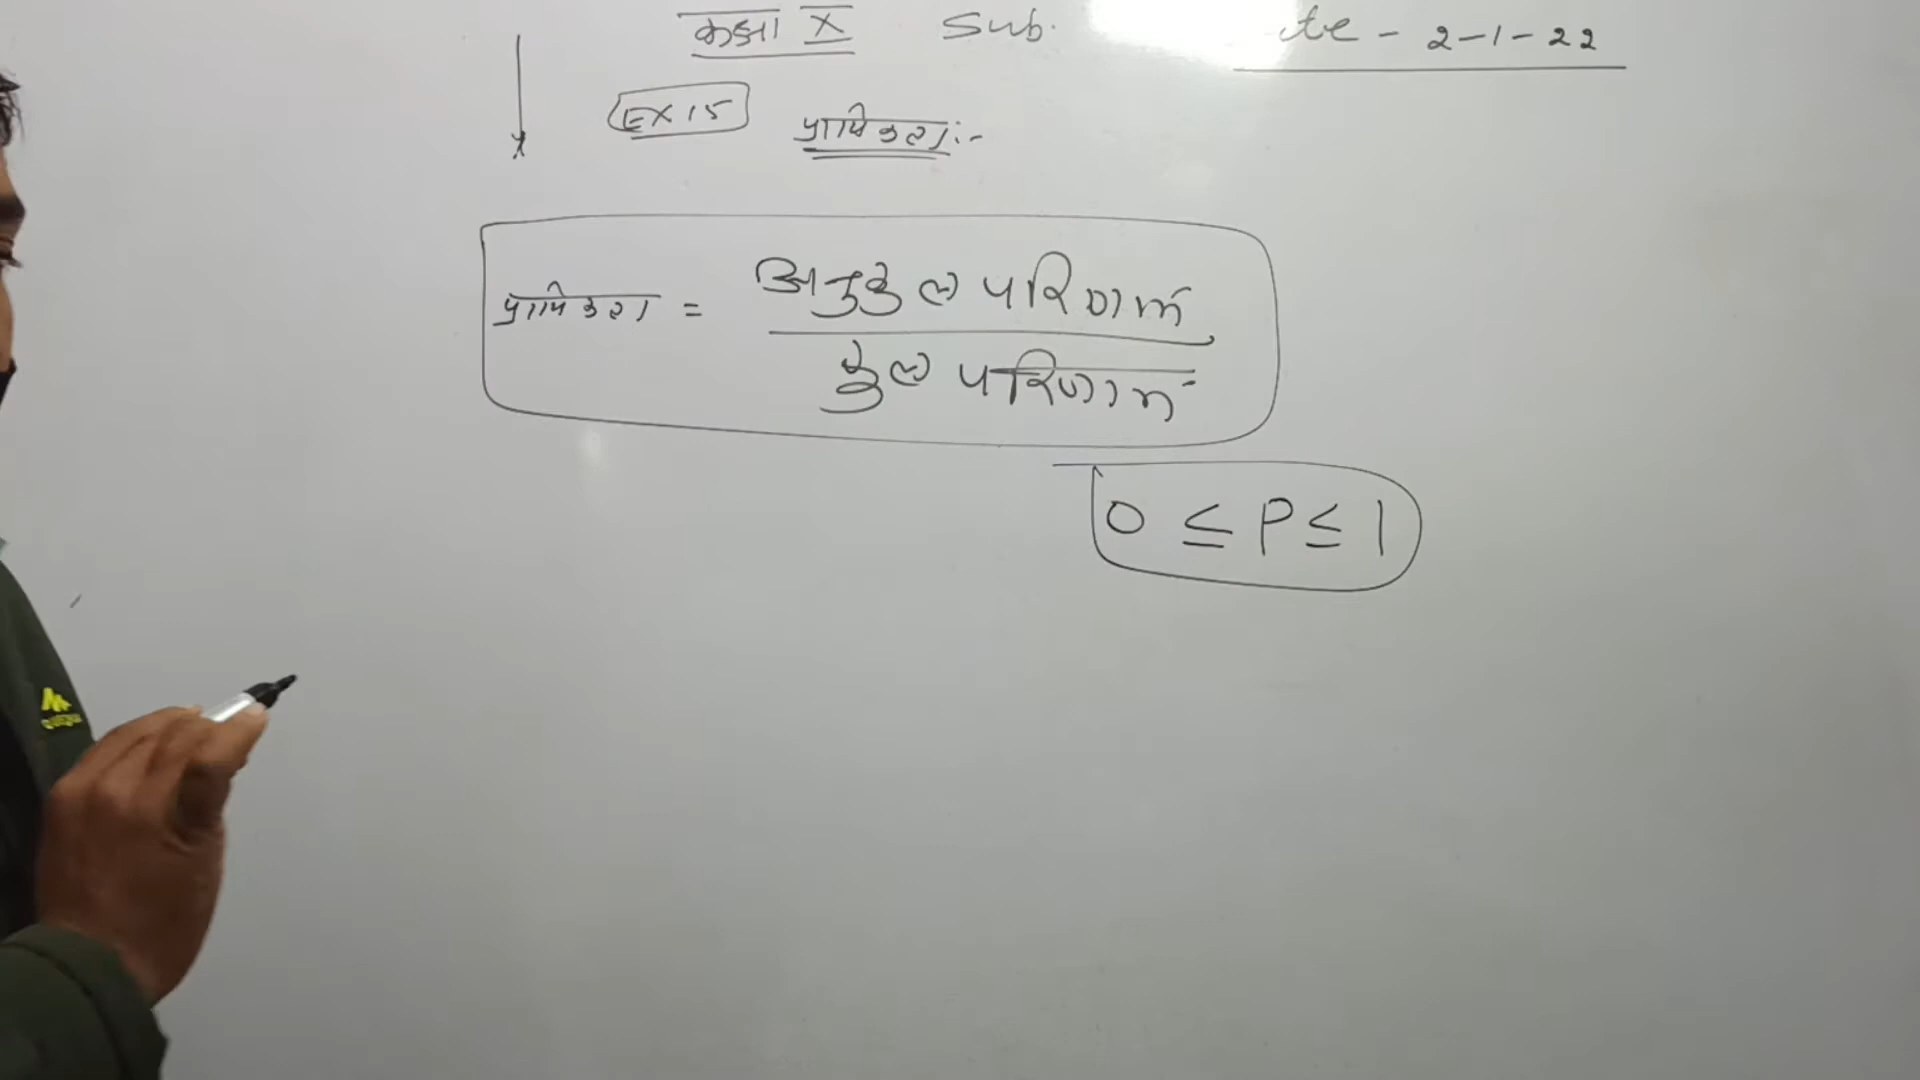 कक्षा X Sub. te - 2-1-22
EX 15 प्रायिकता:-
प्रायिकता = अनुकुल परिणाम
कुल परिणाम
0 ≤ P ≤ 1